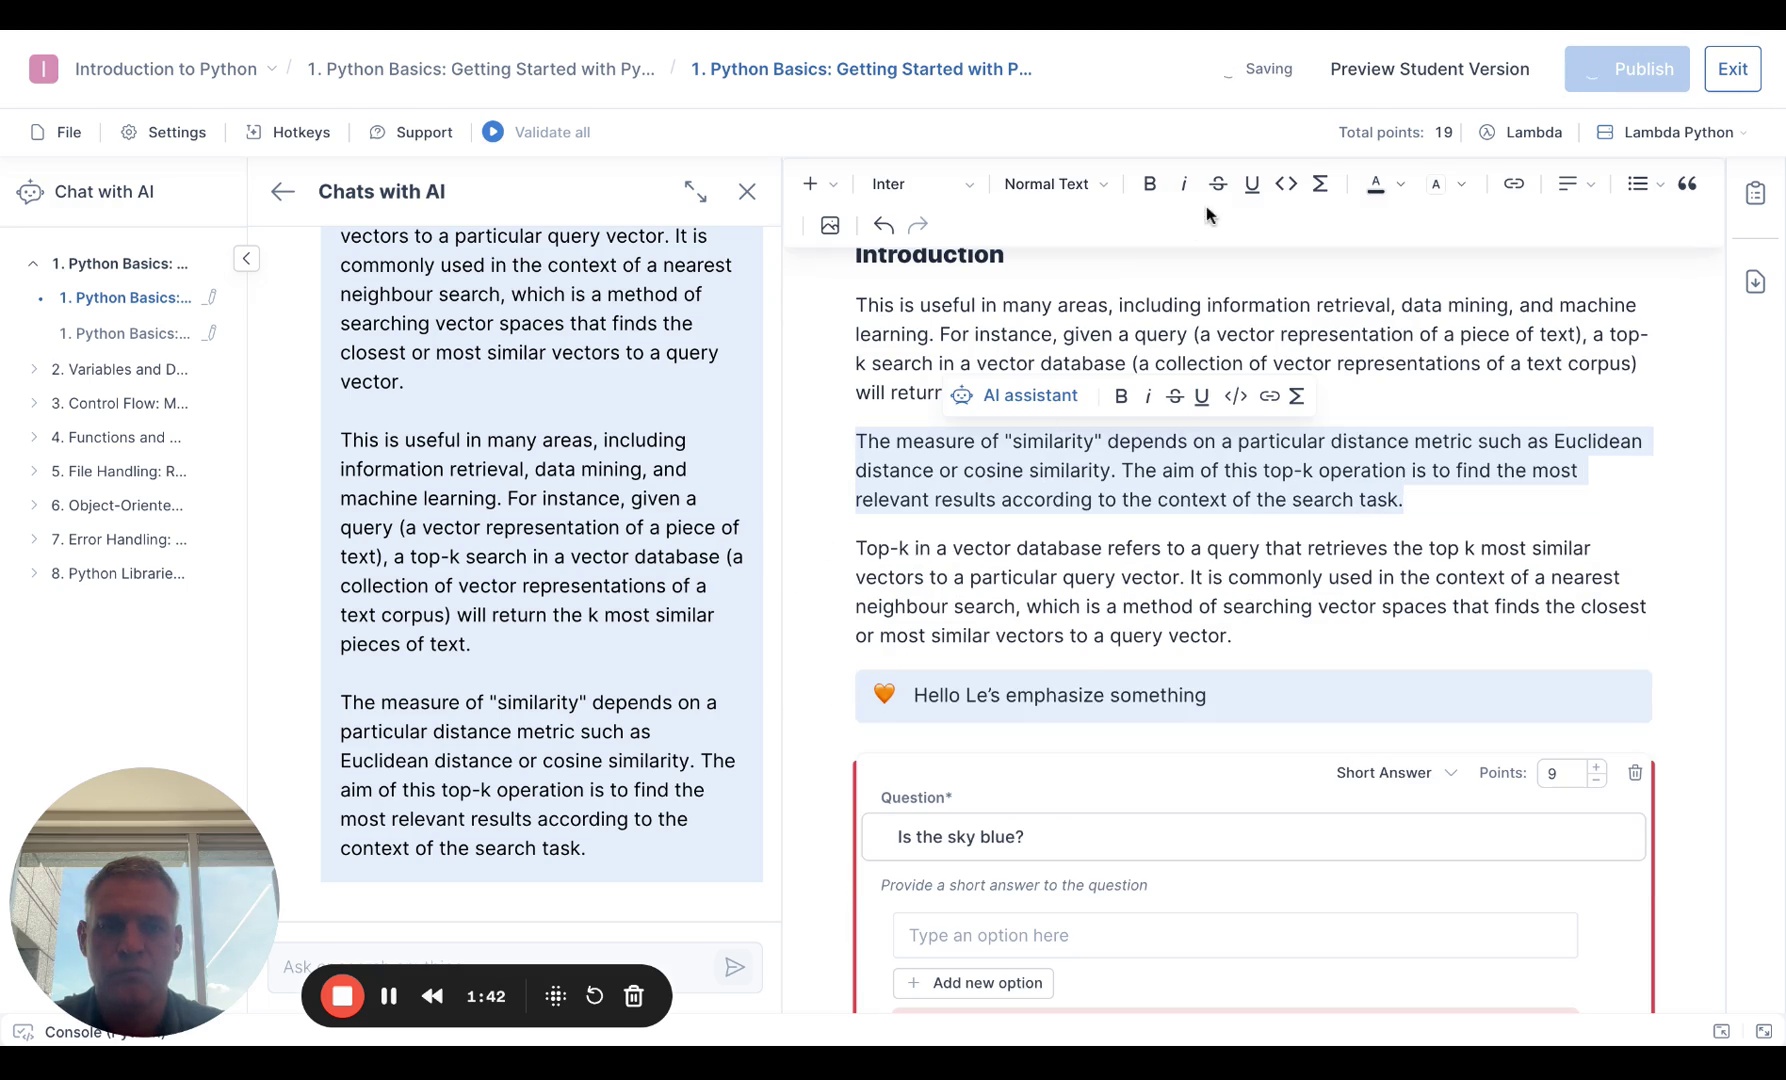 I Introduction to Python / 1. Python Basics: Getting Started with Py... / 1. Python Basics: Getting Started with P...
Saving Preview Student Version Publish Exit
File Settings Hotkeys Support Validate all
Total points: 19 Lambda Lambda Python
Chat with AI
1. Python Basics: ...
1. Python Basics:...
1. Python Basics:...
2. Variables and D...
3. Control Flow: M...
4. Functions and ...
5. File Handling: R...
6. Object-Oriente...
7. Error Handling: ...
8. Python Librarie...
Chats with AI
vectors to a particular query vector. It is
commonly used in the context of a nearest
neighbour search, which is a method of
searching vector spaces that finds the
closest or most similar vectors to a query
vector.
This is useful in many areas, including
information retrieval, data mining, and
machine learning. For instance, given a
query (a vector representation of a piece of
text), a top-k search in a vector database (a
collection of vector representations of a
text corpus) will return the k most similar
pieces of text.
The measure of "similarity" depends on a
particular distance metric such as
Euclidean distance or cosine similarity. The
aim of this top-k operation is to find the
most relevant results according to the
context of the search task.
1:42
Console
Inter Normal Text B i S U <> Σ A A
Introduction
This is useful in many areas, including information retrieval, data mining, and machine
learning. For instance, given a query (a vector representation of a piece of text), a top-
k search in a vector database (a collection of vector representations of a text corpus)
will return
AI assistant B i S U </> Σ
The measure of "similarity" depends on a particular distance metric such as Euclidean
distance or cosine similarity. The aim of this top-k operation is to find the most
relevant results according to the context of the search task.
Top-k in a vector database refers to a query that retrieves the top k most similar
vectors to a particular query vector. It is commonly used in the context of a nearest
neighbour search, which is a method of searching vector spaces that finds the closest
or most similar vectors to a query vector.
Hello Le’s emphasize something
Short Answer Points: 9
Question*
Is the sky blue?
Provide a short answer to the question
Type an option here
+ Add new option